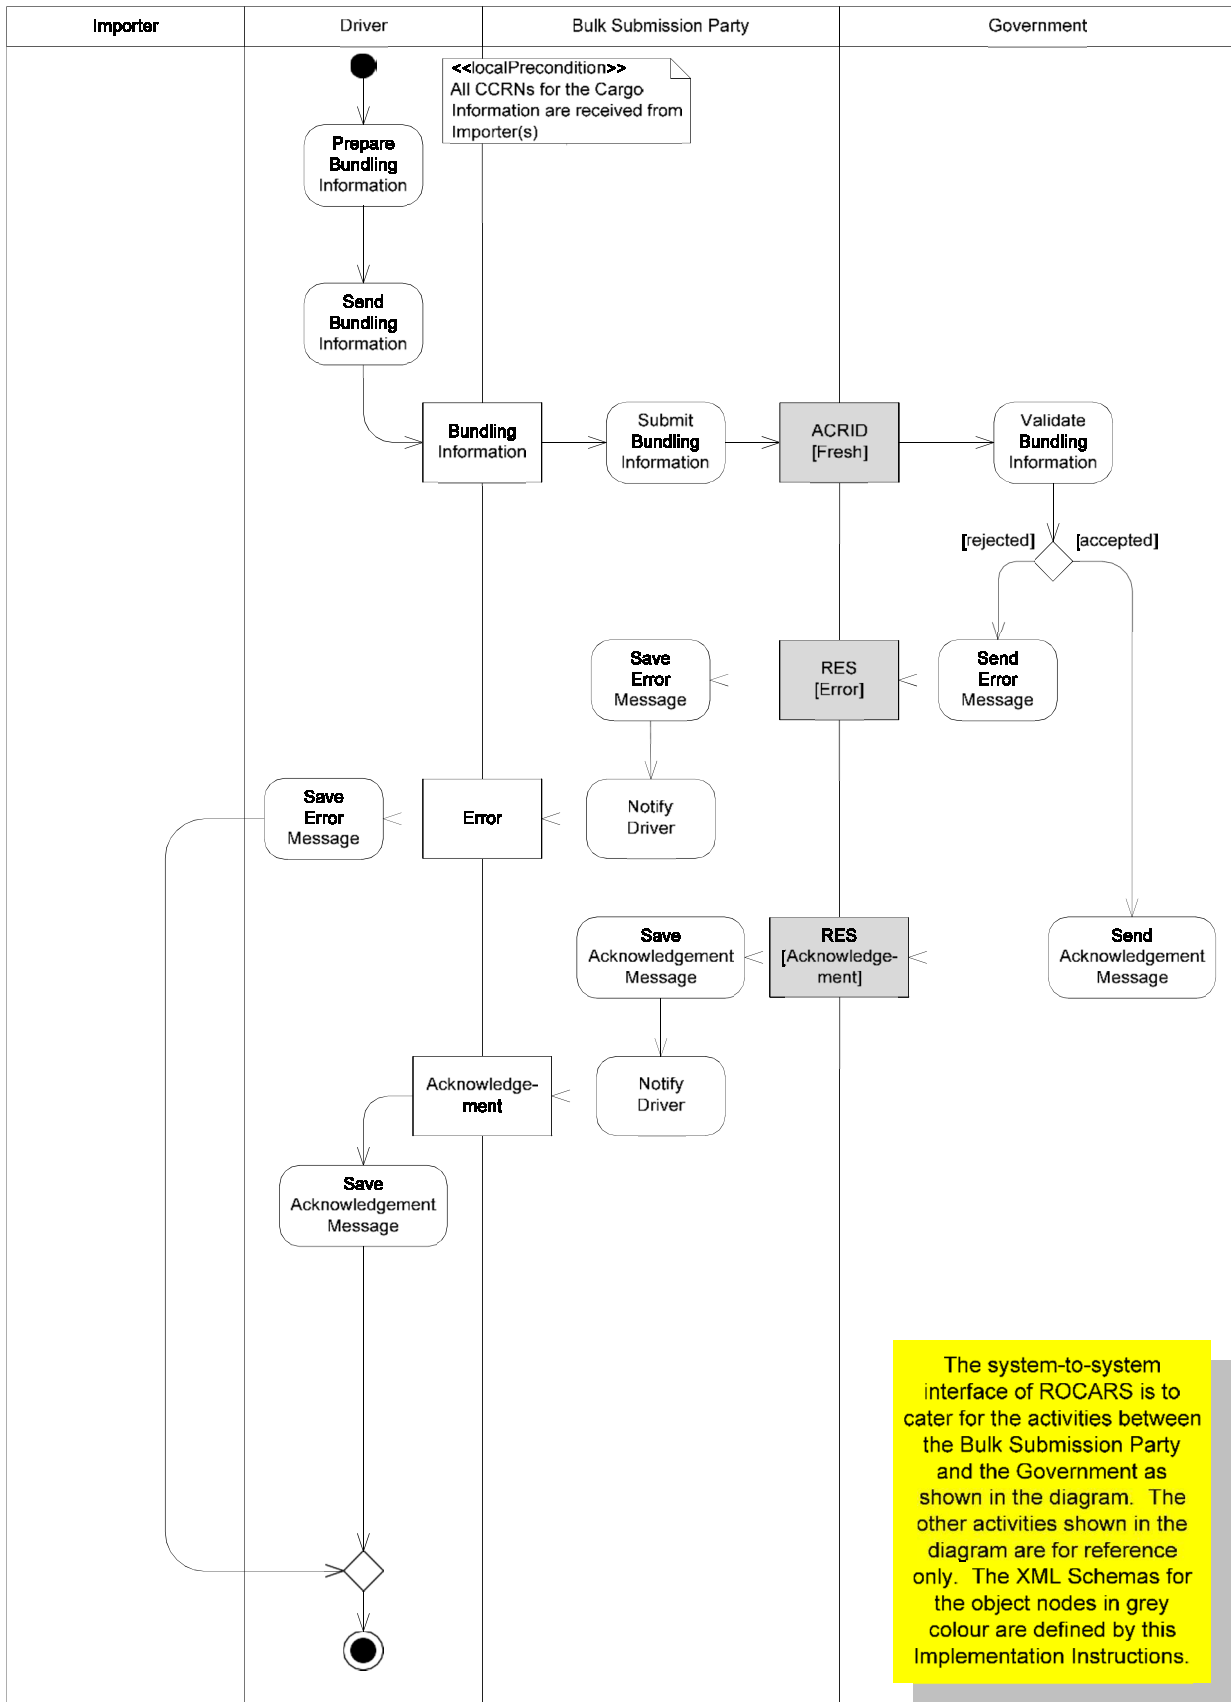 Importer
Driver
Bulk Submission Party
Government
<<localPrecondition>>
All CCRNs for the Cargo
Information are received from
Importer(s)
Prepare
Bundling
Information
Send
Bundling
Information
Bundling
Information
Submit
Bundling
Information
ACRID
[Fresh]
Validate
Bundling
Information
[rejected]
[accepted]
Save
Error
Message
RES
[Error]
Send
Error
Message
Save
Error
Message
Error
Notify
Driver
Save
Acknowledgement
Message
RES
[Acknowledge-
ment]
Send
Acknowledgement
Message
Acknowledge-
ment
Notify
Driver
Save
Acknowledgement
Message
The system-to-system
interface of ROCARS is to
cater for the activities between
the Bulk Submission Party
and the Government as
shown in the diagram. The
other activities shown in the
diagram are for reference
only. The XML Schemas for
the object nodes in grey
colour are defined by this
Implementation Instructions.